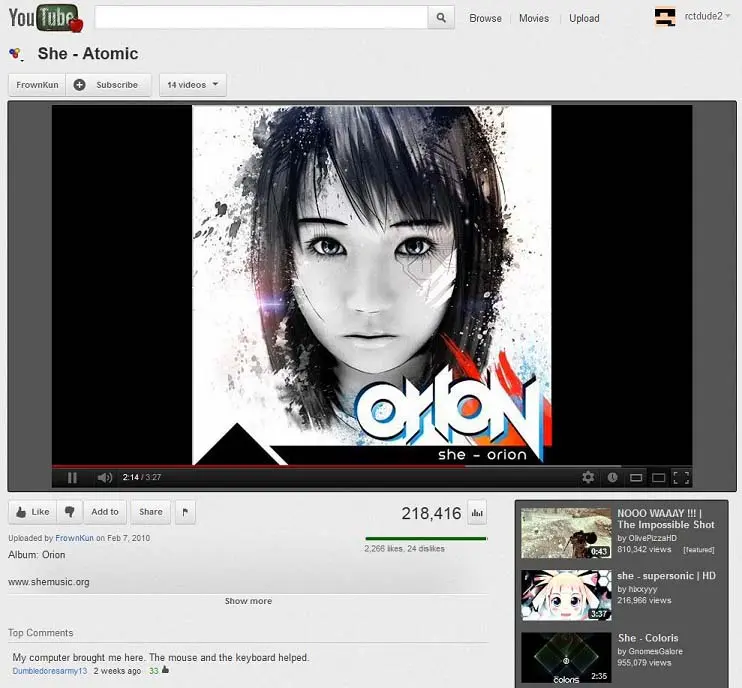 YouTube
Browse
Movies
Upload
rctdude2
She - Atomic
FrownKun
Subscribe
14 videos
ORION
she - orion
2:14 / 3:27
Like
Add to
Share
218,416
Uploaded by FrownKun on Feb 7, 2010
2,266 likes, 24 dislikes
Album: Orion
www.shemusic.org
Show more
Top Comments
My computer brought me here. The mouse and the keyboard helped.
Dumbledoresarmy13 2 weeks ago 33
0:43
NOOO WAAAY !!! |
The Impossible Shot
by OlivePizzaHD
810,342 views [featured]
3:37
she - supersonic | HD
by hixxyyy
216,966 views
coloris
2:35
She - Coloris
by GnomesGalore
955,079 views